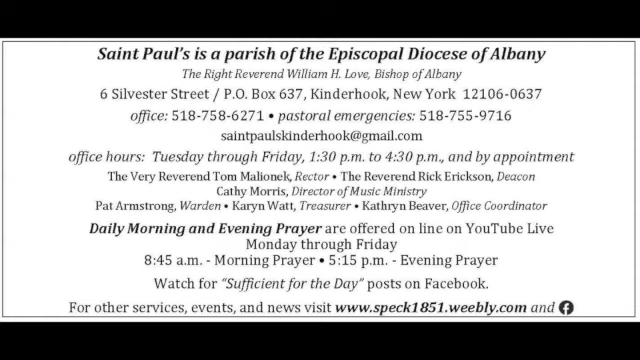 Saint Paul's is a parish of the Episcopal Diocese of Albany
The Right Reverend William H. Love, Bishop of Albany
6 Silvester Street / P.O. Box 637, Kinderhook, New York 12106-0637
office: 518-758-6271 • pastoral emergencies: 518-755-9716
saintpaulskinderhook@gmail.com
office hours: Tuesday through Friday, 1:30 p.m. to 4:30 p.m., and by appointment
The Very Reverend Tom Malionek, Rector • The Reverend Rick Erickson, Deacon
Cathy Morris, Director of Music Ministry
Pat Armstrong, Warden • Karyn Watt, Treasurer • Kathryn Beaver, Office Coordinator
Daily Morning and Evening Prayer are offered on line on YouTube Live
Monday through Friday
8:45 a.m. - Morning Prayer • 5:15 p.m. - Evening Prayer
Watch for "Sufficient for the Day" posts on Facebook.
For other services, events, and news visit www.speck1851.weebly.com and